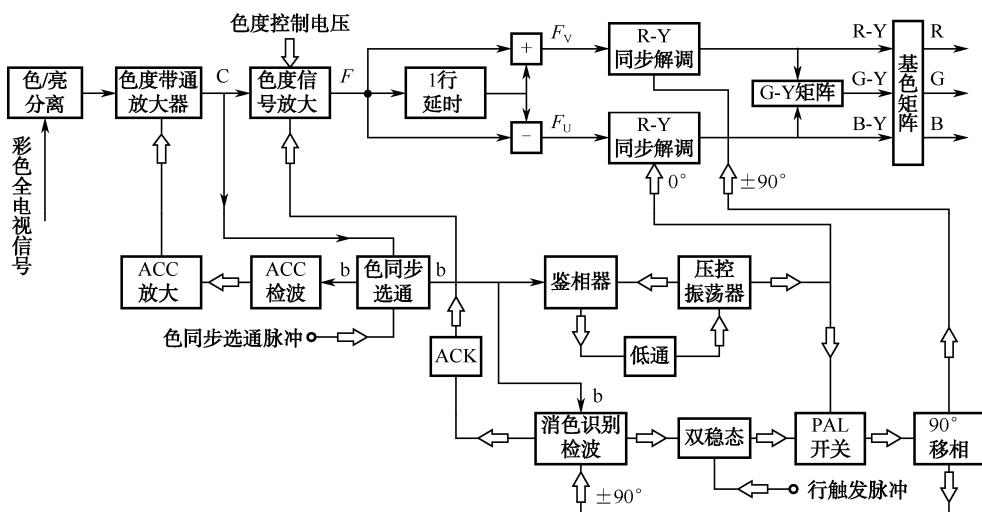 色度控制电压
色/亮
分离
色度带通
放大器
C
色度信
号放大
F
1行
延时
+
−
F_V
F_U
R-Y
同步解调
R-Y
同步解调
R-Y
G-Y
B-Y
G-Y矩阵
基色矩阵
R
G
B
彩色全电视信号
0°
±90°
ACC
放大
ACC
检波
b
色同步
选通
b
鉴相器
压控
振荡器
色同步选通脉冲
ACK
低通
b
消色识别
检波
双稳态
PAL
开关
90°
移相
±90°
行触发脉冲